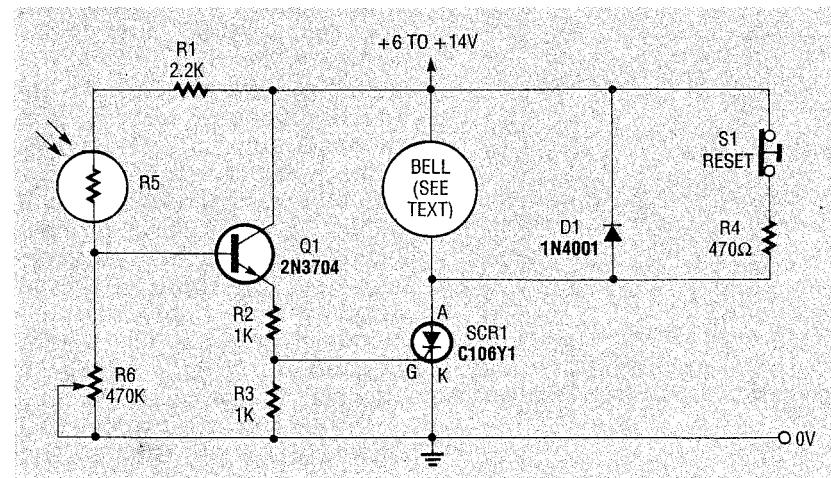 +6 TO +14V
R1
2.2K
R5
BELL
(SEE
TEXT)
S1
RESET
D1
1N4001
R4
470Ω
Q1
2N3704
R2
1K
A
SCR1
C106Y1
G
K
R6
470K
R3
1K
0V